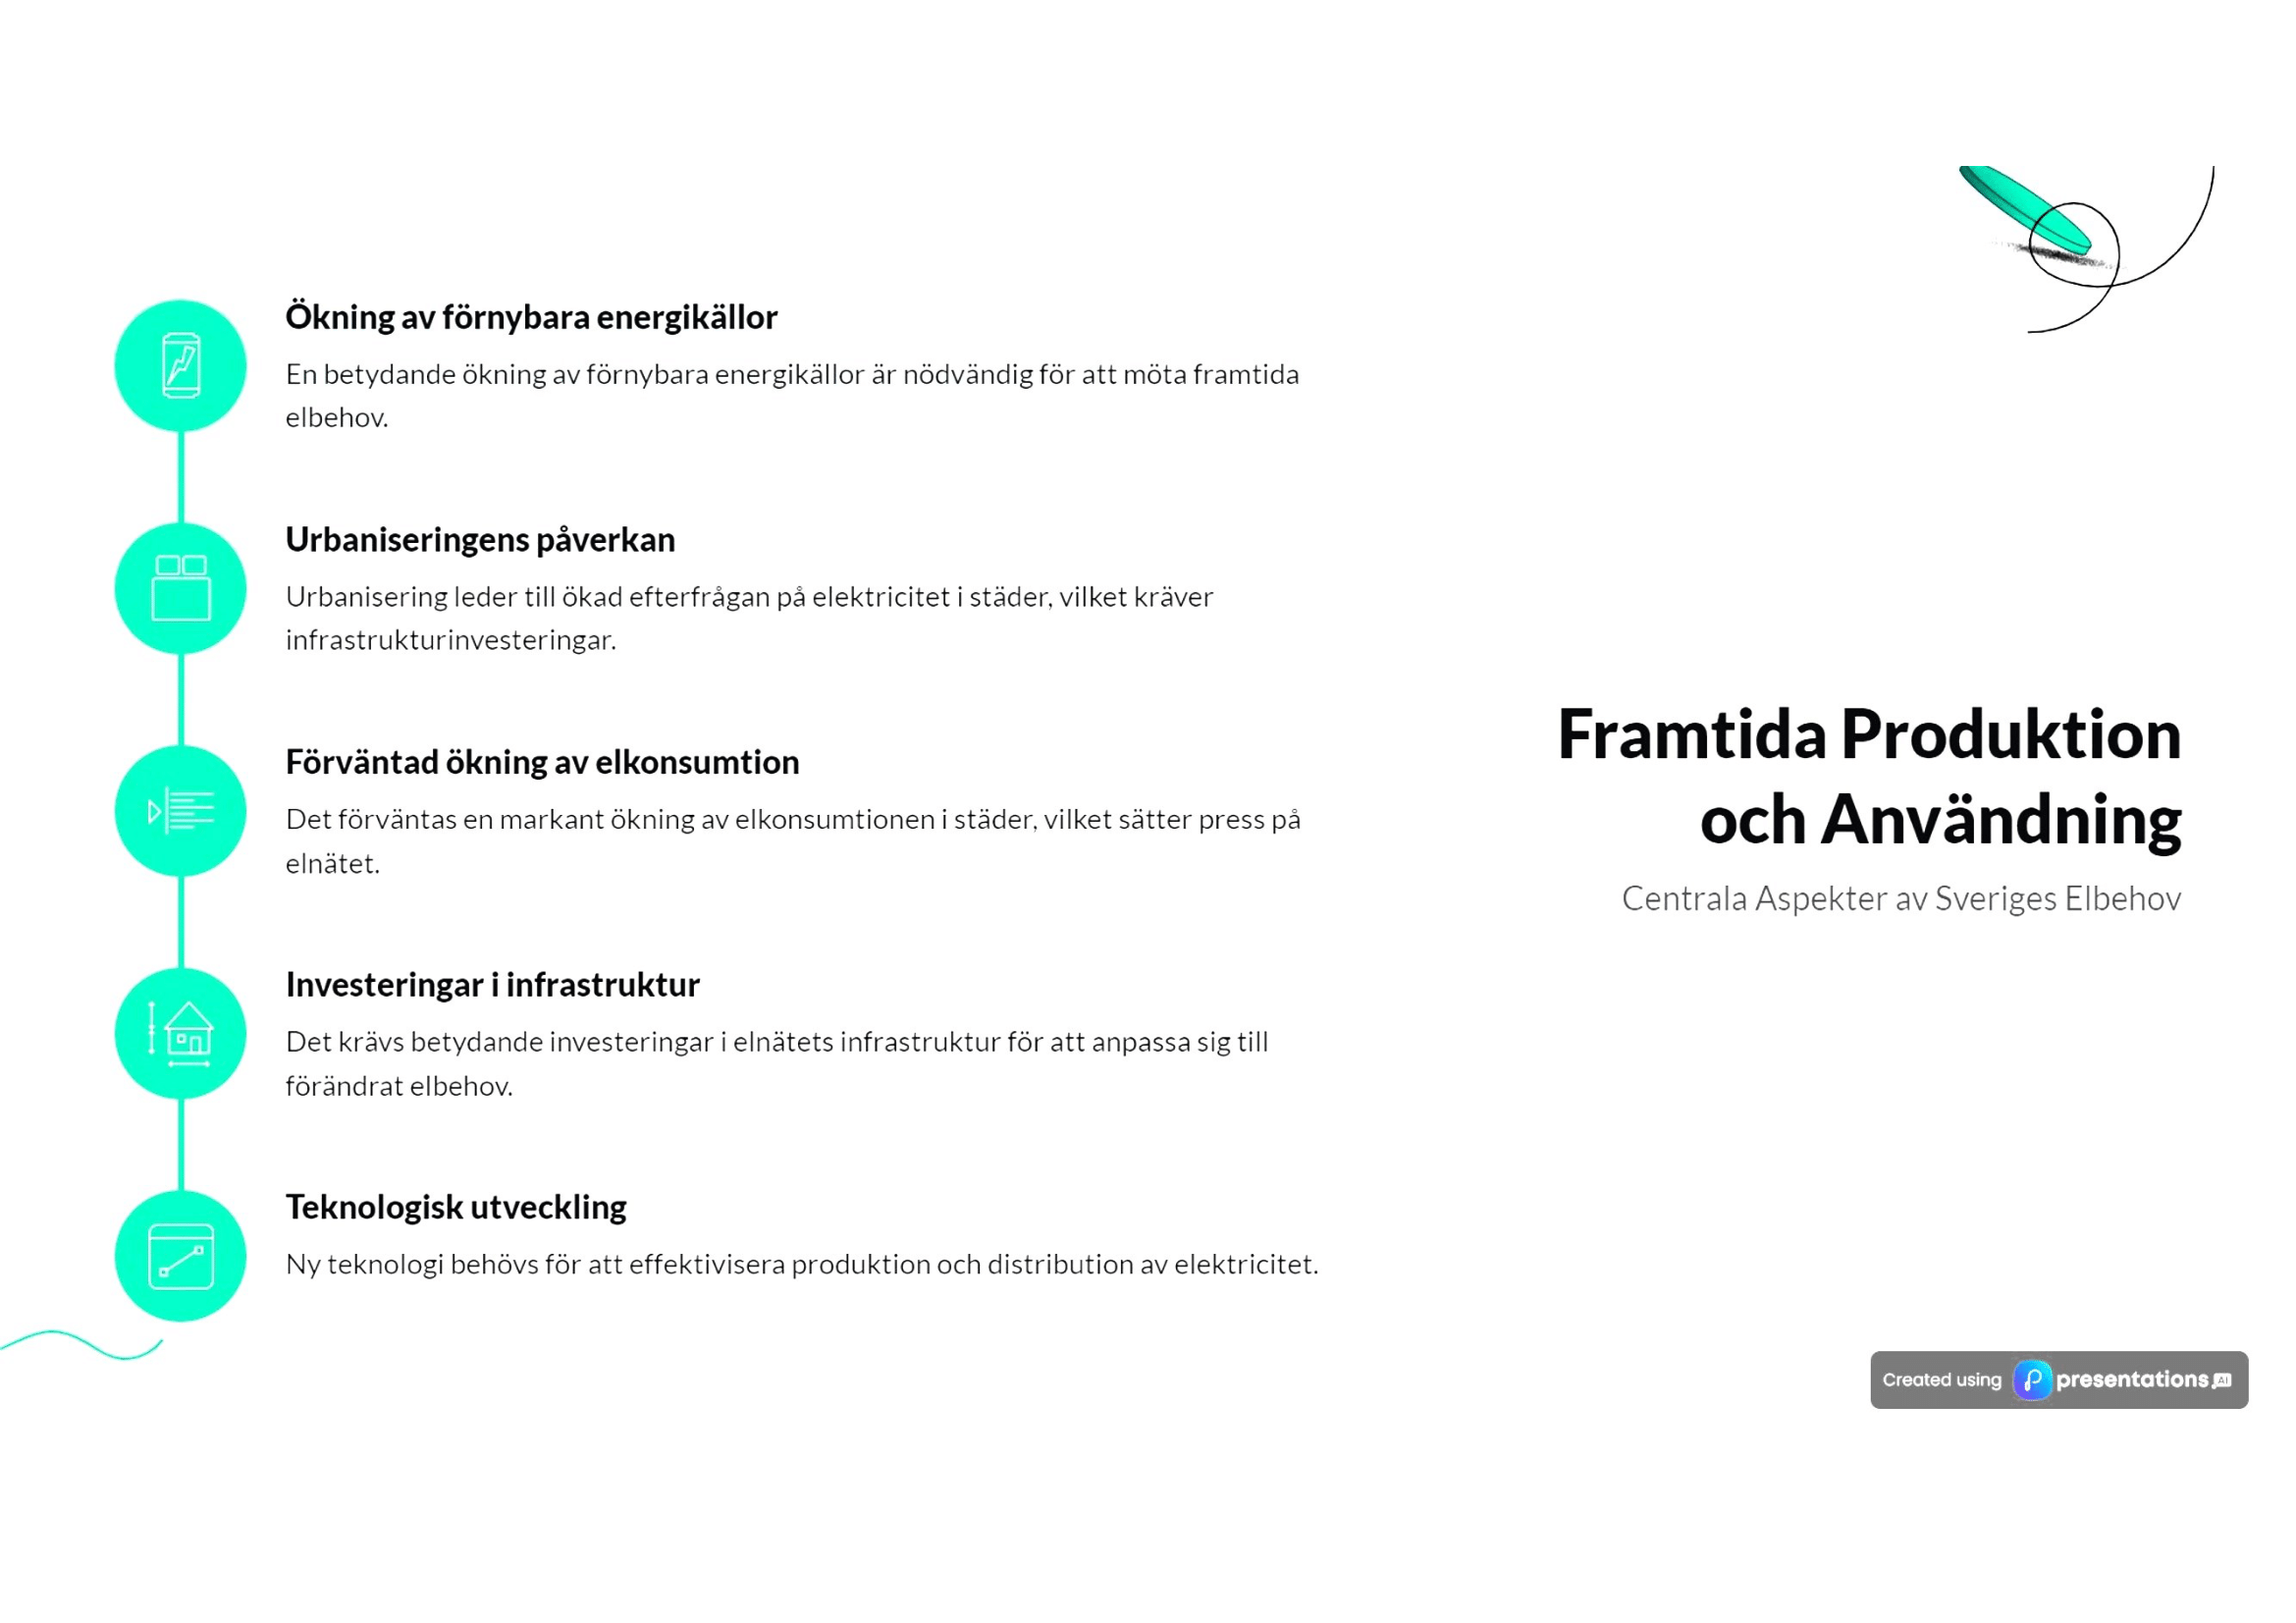 Ökning av förnybara energikällor
En betydande ökning av förnybara energikällor är nödvändig för att möta framtida
elbehov.
Urbaniseringens påverkan
Urbanisering leder till ökad efterfrågan på elektricitet i städer, vilket kräver
infrastrukturinvesteringar.
Förväntad ökning av elkonsumtion
Det förväntas en markant ökning av elkonsumtionen i städer, vilket sätter press på
elnätet.
Investeringar i infrastruktur
Det krävs betydande investeringar i elnätets infrastruktur för att anpassa sig till
förändrat elbehov.
Teknologisk utveckling
Ny teknologi behövs för att effektivisera produktion och distribution av elektricitet.
Framtida Produktion
och Användning
Centrala Aspekter av Sveriges Elbehov
Created using presentations.AI